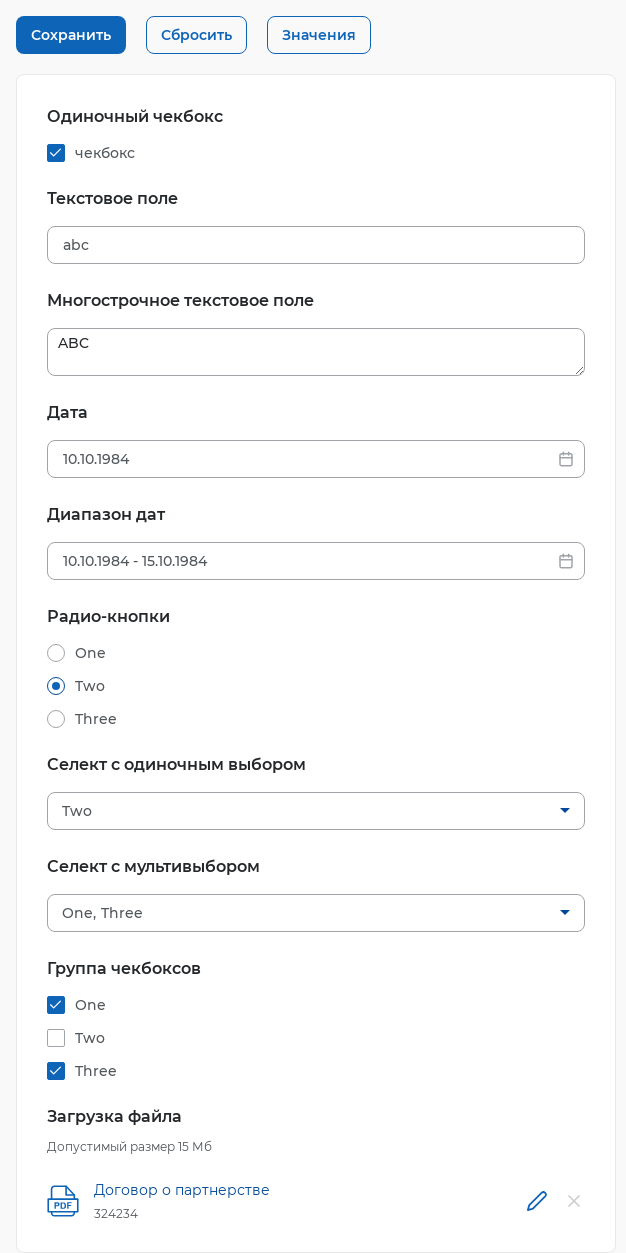 Сохранить Сбросить Значения
Одиночный чекбокс
чекбокс
Текстовое поле
abc
Многострочное текстовое поле
ABC
Дата
10.10.1984
Диапазон дат
10.10.1984 - 15.10.1984
Радио-кнопки
One
Two
Three
Селект с одиночным выбором
Two
Селект с мультивыбором
One, Three
Группа чекбоксов
One
Two
Three
Загрузка файла
Допустимый размер 15 Мб
PDF
Договор о партнерстве
324234